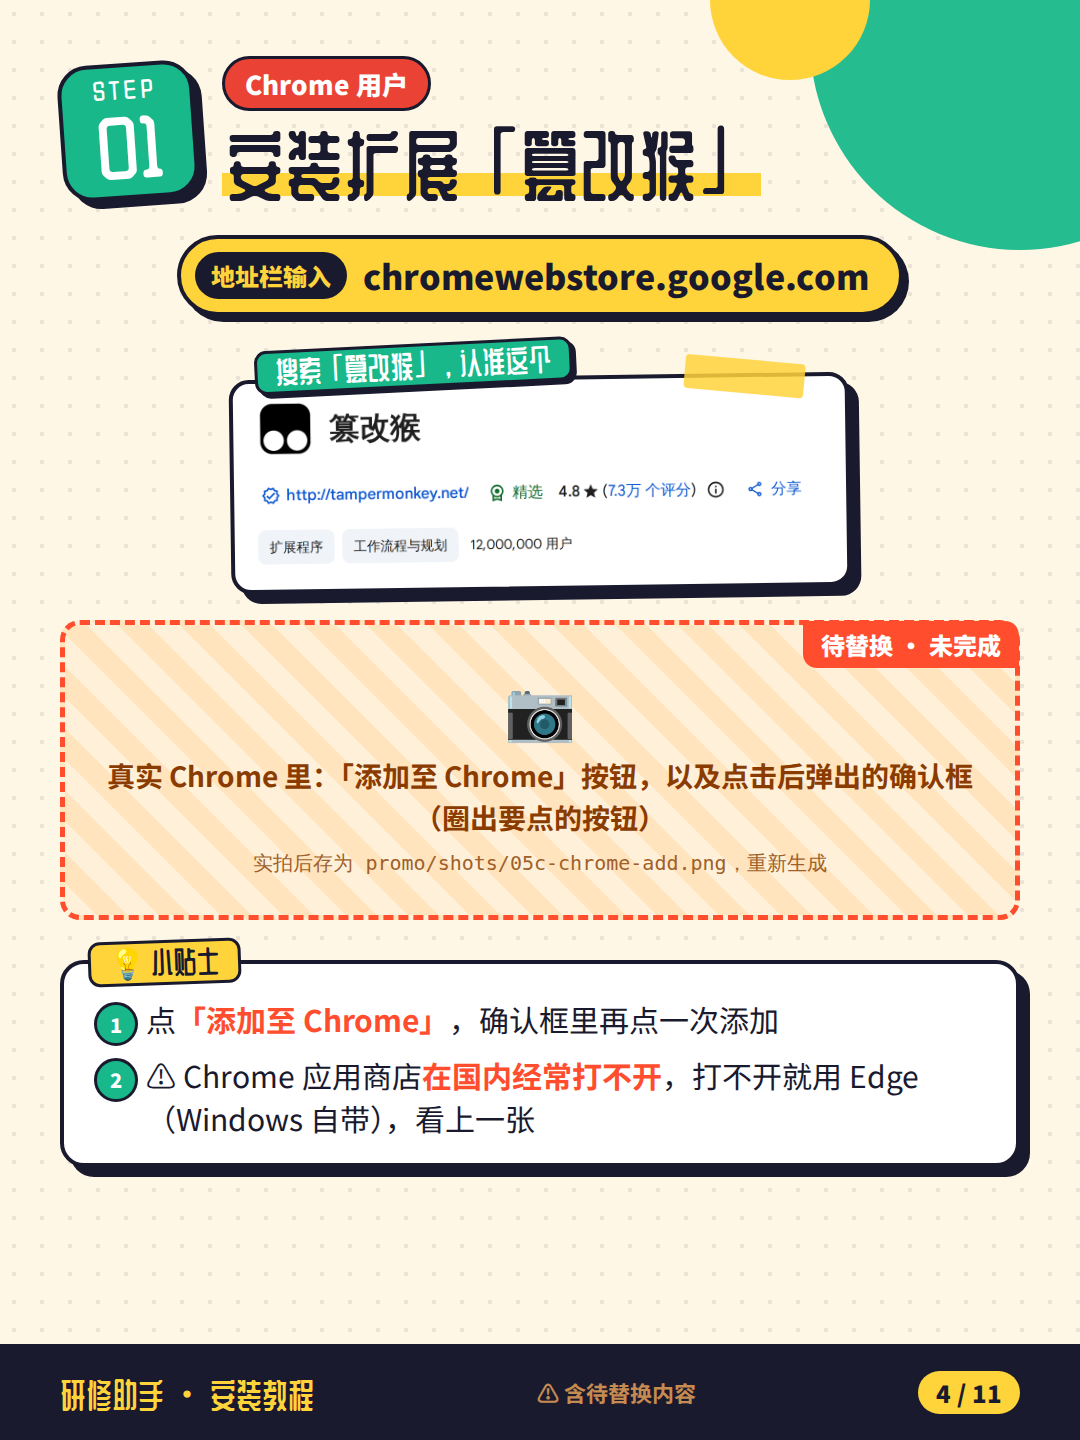 STEP
01
Chrome 用户
安装扩展「篡改猴」
地址栏输入 chromewebstore.google.com
搜索「篡改猴」，认准这个
篡改猴
http://tampermonkey.net/ 精选 4.8 ★ (7.3万 个评分) 分享
扩展程序 工作流程与规划 12,000,000 用户
待替换 · 未完成
真实 Chrome 里：「添加至 Chrome」按钮，以及点击后弹出的确认框
（圈出要点的按钮）
实拍后存为 promo/shots/05c-chrome-add.png，重新生成
💡 小贴士
1 点「添加至 Chrome」，确认框里再点一次添加
2 ⚠ Chrome 应用商店在国内经常打不开，打不开就用 Edge
（Windows 自带），看上一张
研修助手 · 安装教程
⚠ 含待替换内容
4 / 11